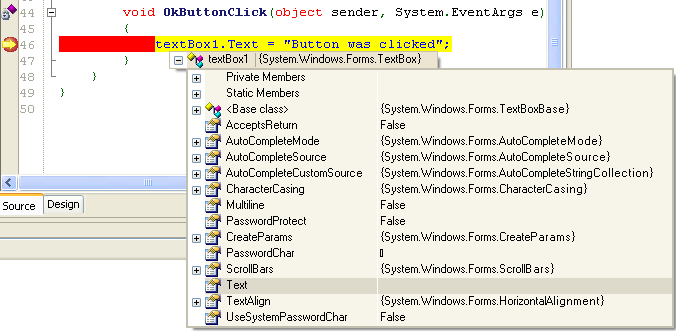 44 void OkButtonClick(object sender, System.EventArgs e)
45 {
46 textBox1.Text = "Button was clicked";
47 }
48 }
49 }
50
textBox1 {System.Windows.Forms.TextBox}
Private Members
Static Members
<Base class> {System.Windows.Forms.TextBoxBase}
AcceptsReturn False
AutoCompleteMode {System.Windows.Forms.AutoCompleteMode}
AutoCompleteSource {System.Windows.Forms.AutoCompleteSource}
AutoCompleteCustomSource {System.Windows.Forms.AutoCompleteStringCollection}
CharacterCasing {System.Windows.Forms.CharacterCasing}
Multiline False
PasswordProtect False
CreateParams {System.Windows.Forms.CreateParams}
PasswordChar
ScrollBars {System.Windows.Forms.ScrollBars}
Text
TextAlign {System.Windows.Forms.HorizontalAlignment}
UseSystemPasswordChar False
Source Design